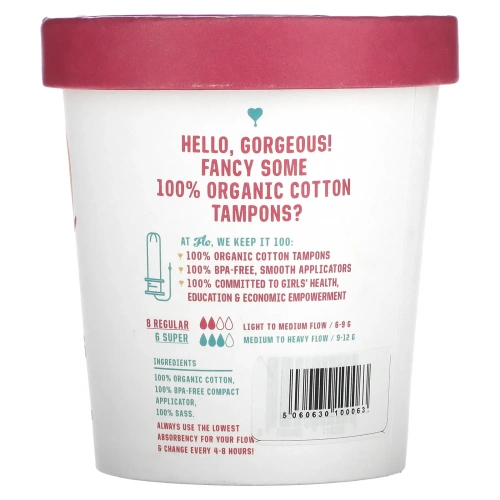 HELLO, GORGEOUS!
FANCY SOME
100% ORGANIC COTTON
TAMPONS?
AT Flo, WE KEEP IT 100:
100% ORGANIC COTTON TAMPONS
100% BPA-FREE, SMOOTH APPLICATORS
100% COMMITTED TO GIRLS' HEALTH,
EDUCATION & ECONOMIC EMPOWERMENT
8 REGULAR LIGHT TO MEDIUM FLOW / 6-9 G
6 SUPER MEDIUM TO HEAVY FLOW / 9-12 G
INGREDIENTS
100% ORGANIC COTTON,
100% BPA-FREE COMPACT
APPLICATOR,
100% SASS.
ALWAYS USE THE LOWEST
ABSORBENCY FOR YOUR FLOW
& CHANGE EVERY 4-8 HOURS!
5 060630 100063